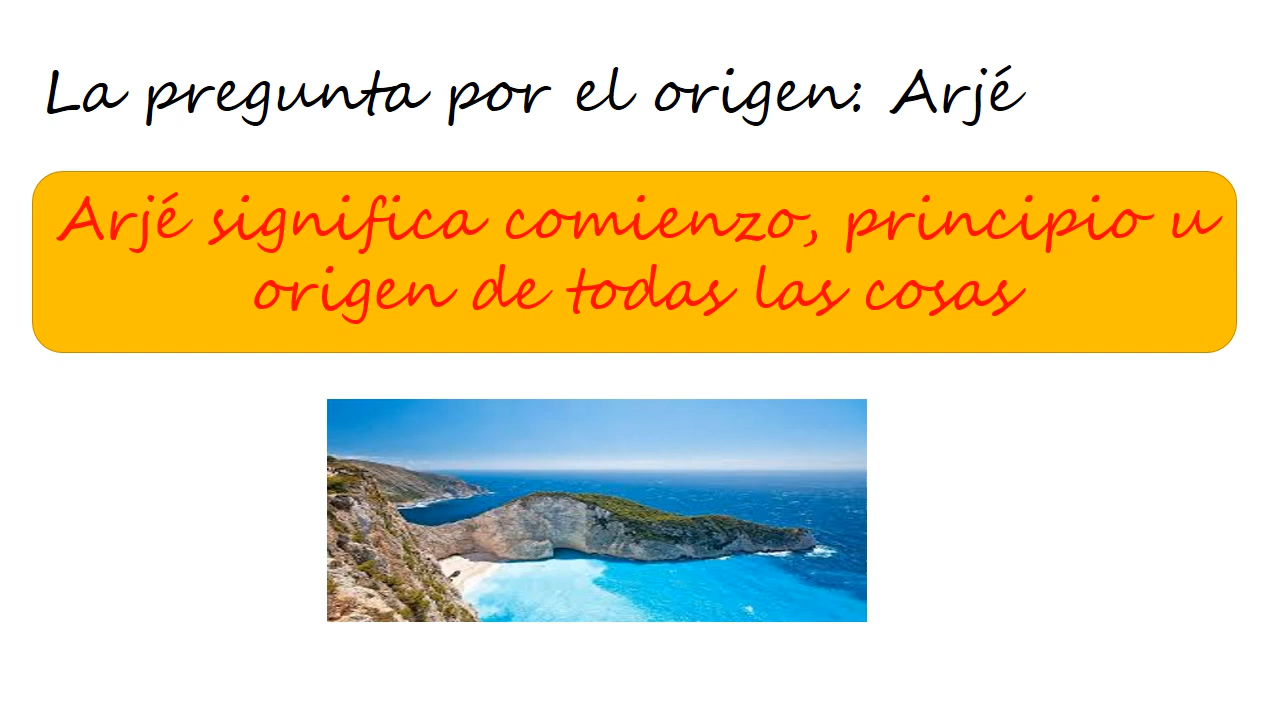 La pregunta por el origen: Arjé
Arjé significa comienzo, principio u
origen de todas las cosas